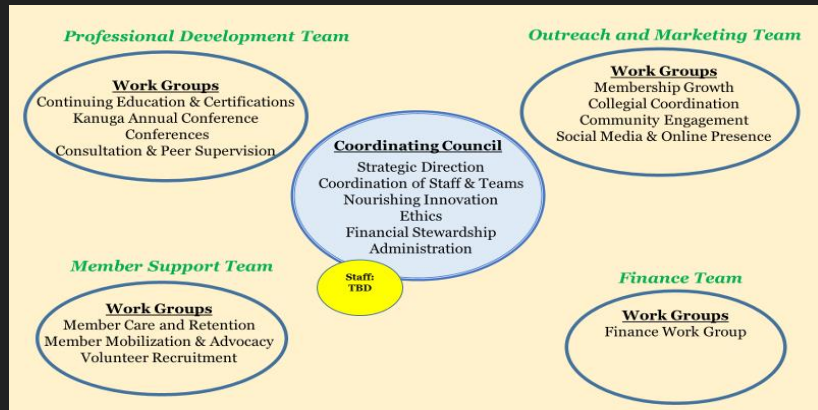 Professional Development Team
Work Groups
Continuing Education & Certifications
Kanuga Annual Conference
Conferences
Consultation & Peer Supervision
Outreach and Marketing Team
Work Groups
Membership Growth
Collegial Coordination
Community Engagement
Social Media & Online Presence
Coordinating Council
Strategic Direction
Coordination of Staff & Teams
Nourishing Innovation
Ethics
Financial Stewardship
Administration
Staff:
TBD
Member Support Team
Work Groups
Member Care and Retention
Member Mobilization & Advocacy
Volunteer Recruitment
Finance Team
Work Groups
Finance Work Group